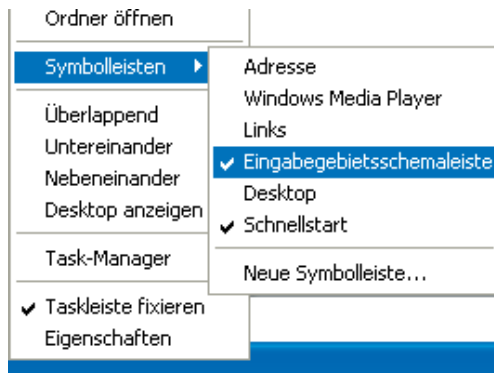 Ordner öffnen
Symbolleisten
Überlappend
Untereinander
Nebeneinander
Desktop anzeigen
Task-Manager
Taskleiste fixieren
Eigenschaften
Adresse
Windows Media Player
Links
Eingabegebietsschemaleiste
Desktop
Schnellstart
Neue Symbolleiste...